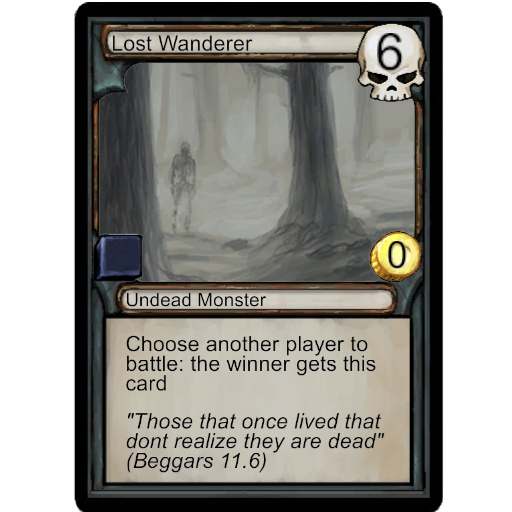 Lost Wanderer
6
0
Undead Monster
Choose another player to
battle: the winner gets this
card
"Those that once lived that
dont realize they are dead"
(Beggars 11.6)